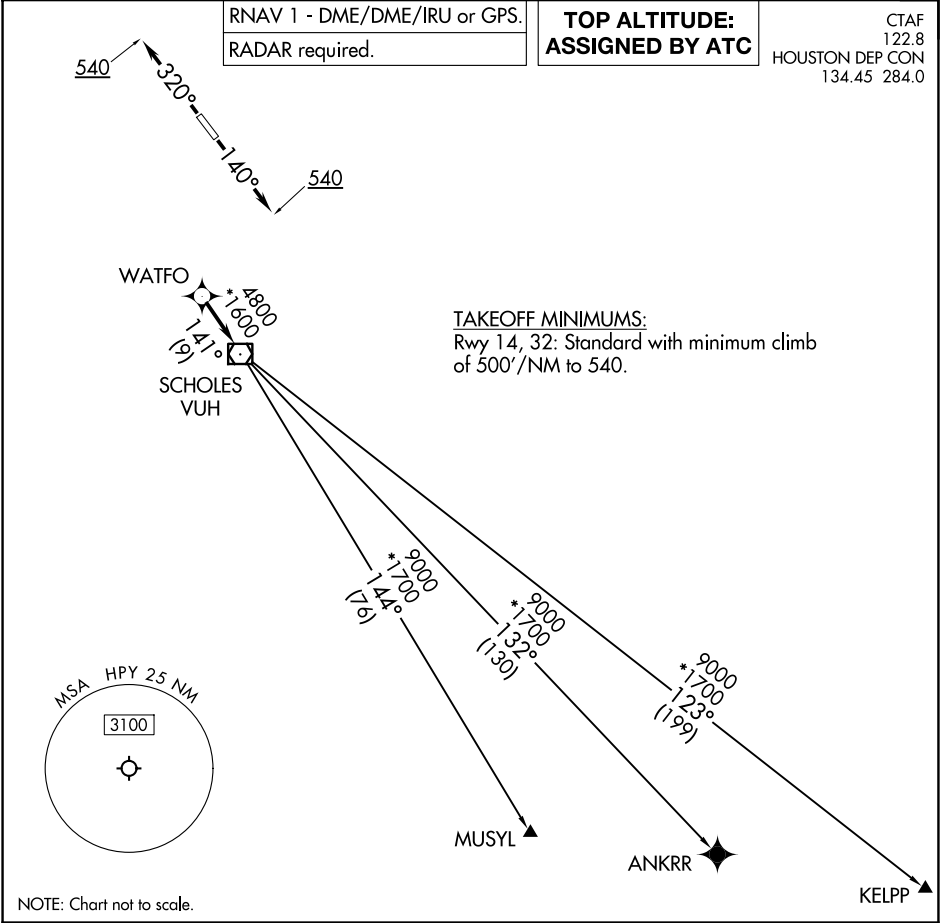 RNAV 1 - DME/DME/IRU or GPS.
RADAR required.
TOP ALTITUDE:
ASSIGNED BY ATC
CTAF
122.8
HOUSTON DEP CON
134.45 284.0
540
320°
140°
540
WATFO
4800
*1600
141°
(9)
SCHOLES
VUH
TAKEOFF MINIMUMS:
Rwy 14, 32: Standard with minimum climb
of 500'/NM to 540.
9000
*1700
144°
(76)
9000
*1700
132°
(130)
9000
*1700
123°
(199)
MSA HPY 25 NM
3100
MUSYL
ANKRR
KELPP
NOTE: Chart not to scale.